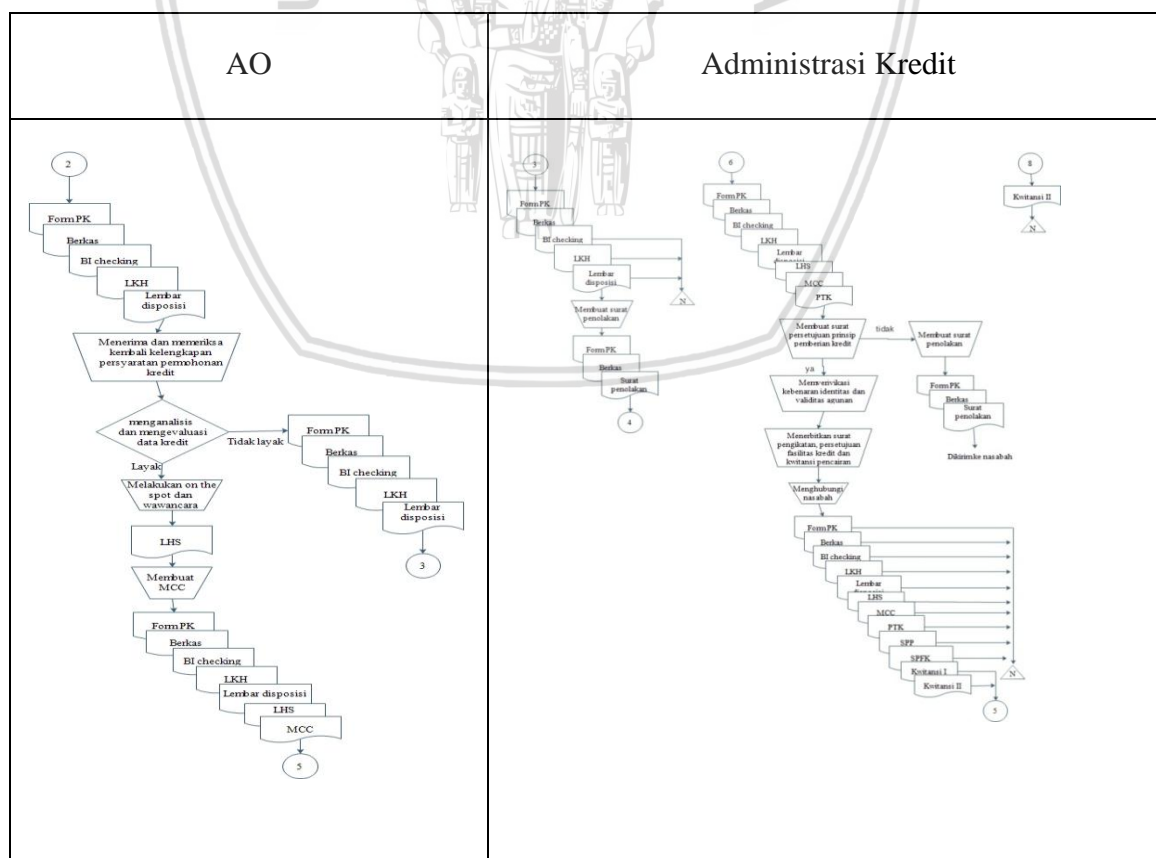 AO
Administrasi Kredit
2
Form PK
Berkas
BI checking
LKH
Lembar
disposisi
Menerima dan memeriksa
kembali kelengkapan
persyaratan permohonan
kredit
menganalisis
dan mengevaluasi
data kredit
Tidak layak
Layak
Form PK
Berkas
BI checking
LKH
Lembar
disposisi
3
Melakukan on the
spot dan
wawancara
LHS
Membuat
MCC
Form PK
Berkas
BI checking
LKH
Lembar disposisi
LHS
MCC
5
Form PK
Berkas
BI checking
LKH
Lembar
disposisi
N
Membuat surat
penolakan
Form PK
Berkas
Surat
penolakan
4
6
Form PK
Berkas
BI checking
LKH
Lembar
LHS
MCC
PTK
Membuat surat
persetujuan prinsip
pemberian kredit
tidak
Membuat surat
penolakan
Form PK
Berkas
Surat
penolakan
Dikirimke nasabah
ya
Memverivikasi
kebenaran identitas dan
validitas agunan
Menerbitkan surat
pengikatan, persetujuan
fasilitas kredit dan
kwitansi pencairan
Menghubungi
nasabah
Form PK
Berkas
BI checking
LKH
Lembar
LHS
MCC
PTK
SPP
SPFK
Kwitansi I
Kwitansi II
N
5
8
Kwitansi II
N